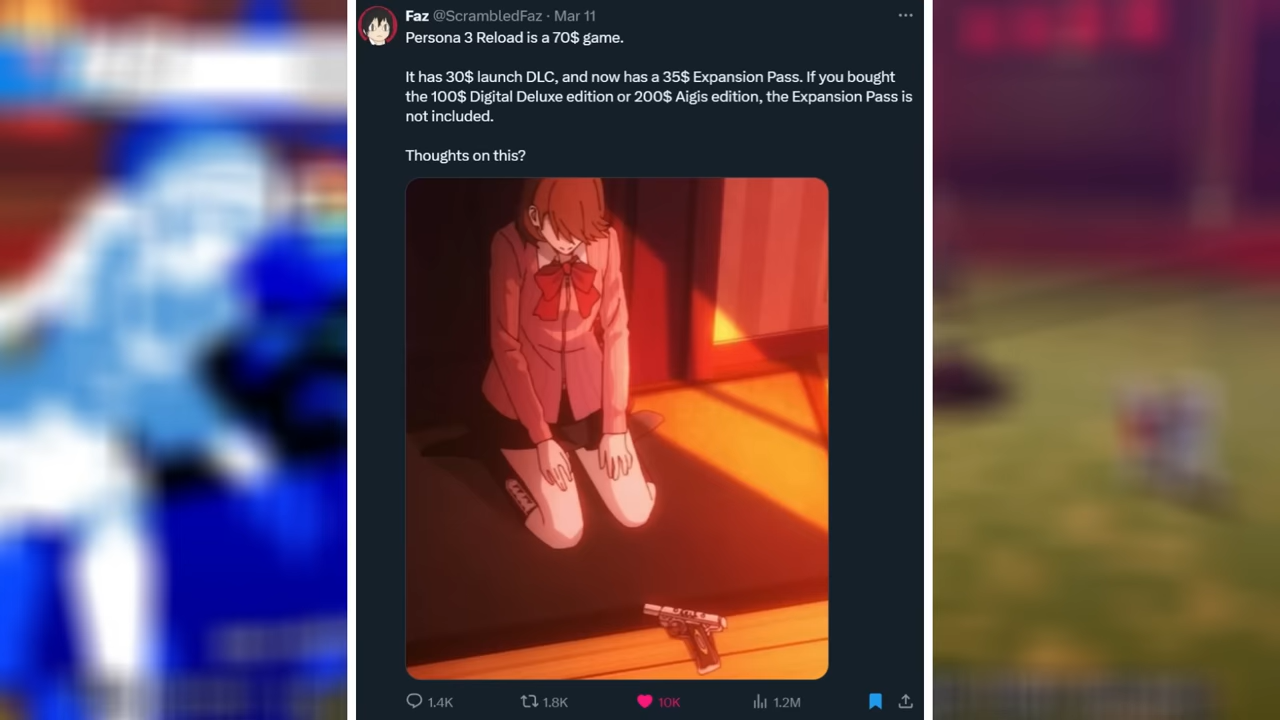 Faz @ScrambledFaz · Mar 11
Persona 3 Reload is a 70$ game.
It has 30$ launch DLC, and now has a 35$ Expansion Pass. If you bought
the 100$ Digital Deluxe edition or 200$ Aigis edition, the Expansion Pass is
not included.
Thoughts on this?
1.4K 1.8K 10K 1.2M